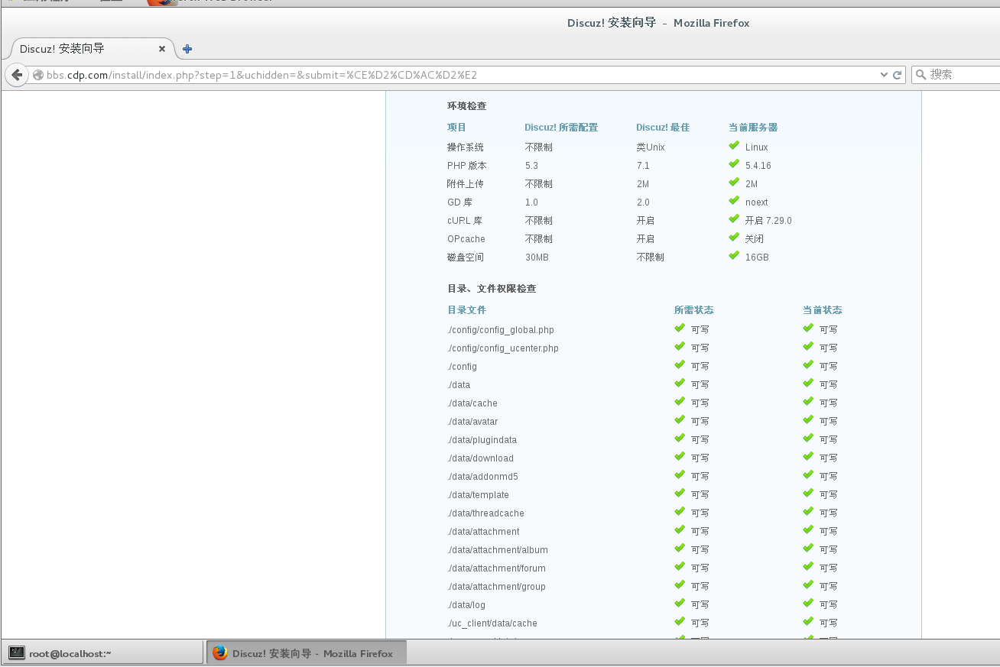 Discuz! 安装向导 - Mozilla Firefox
Discuz! 安装向导
bbs.cdp.com/install/index.php?step=1&uchidden=&submit=%CE%D2%CD%AC%D2%E2
搜索
环境检查
项目 Discuz! 所需配置 Discuz! 最佳 当前服务器
操作系统 不限制 类Unix Linux
PHP 版本 5.3 7.1 5.4.16
附件上传 不限制 2M 2M
GD 库 1.0 2.0 noext
cURL 库 不限制 开启 开启 7.29.0
OPcache 不限制 开启 关闭
磁盘空间 30MB 不限制 16GB
目录、文件权限检查
目录文件 所需状态 当前状态
./config/config_global.php 可写 可写
./config/config_ucenter.php 可写 可写
./config 可写 可写
./data 可写 可写
./data/cache 可写 可写
./data/avatar 可写 可写
./data/plugindata 可写 可写
./data/download 可写 可写
./data/addonmd5 可写 可写
./data/template 可写 可写
./data/threadcache 可写 可写
./data/attachment 可写 可写
./data/attachment/album 可写 可写
./data/attachment/forum 可写 可写
./data/attachment/group 可写 可写
./data/log 可写 可写
./uc_client/data/cache 可写 可写
root@localhost:~
Discuz! 安装向导 - Mozilla Firefox